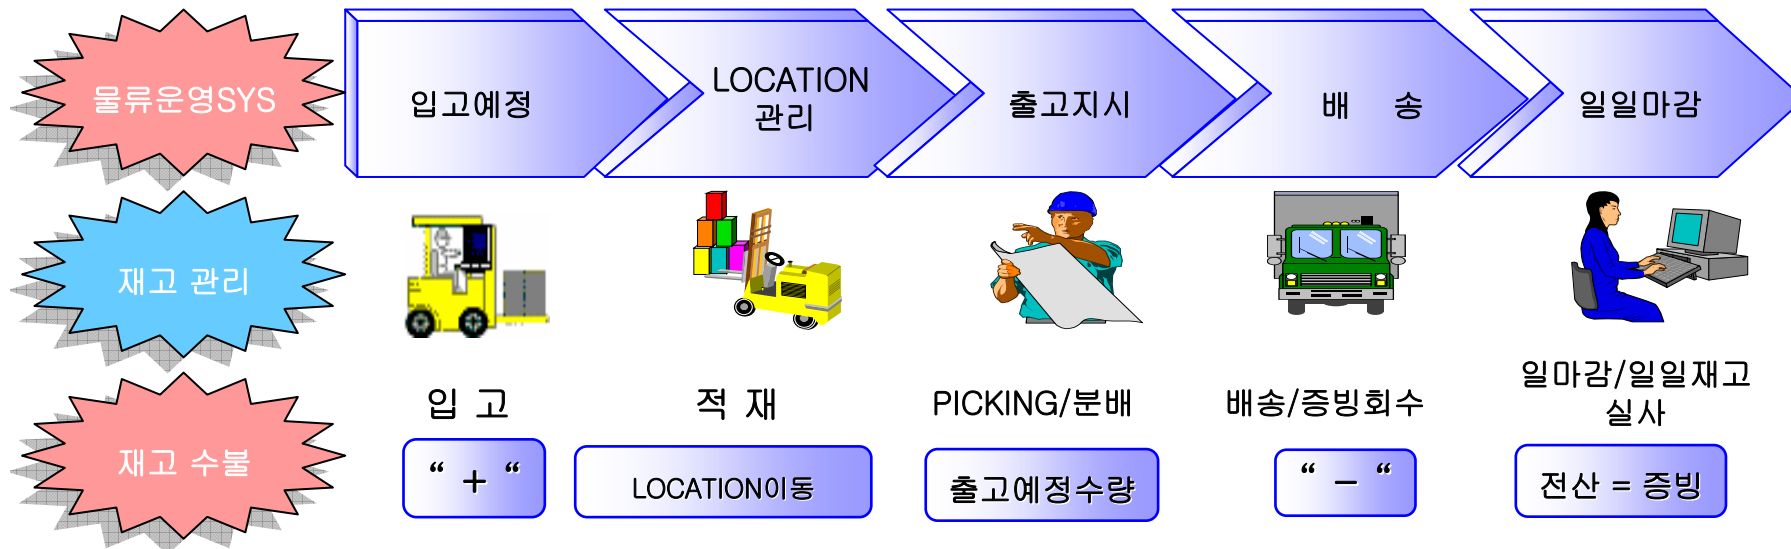 물류운영SYS
입고예정
LOCATION
관리
출고지시
배 송
일일마감
재고 관리
입 고
적 재
PICKING/분배
배송/증빙회수
일마감/일일재고
실사
재고 수불
“ + “
LOCATION이동
출고예정수량
“ – “
전산 = 증빙